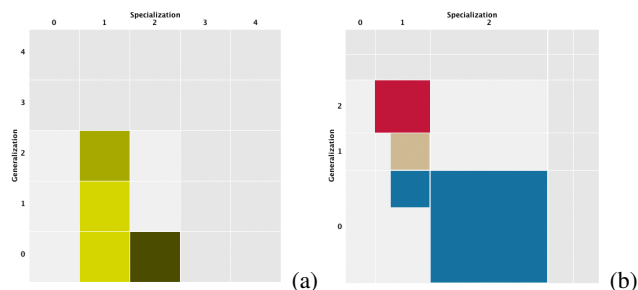 Specialization
0 1 2 3 4
Generalization
4
3
2
1
0
(a)
Specialization
0 1 2
Generalization
2
1
0
(b)